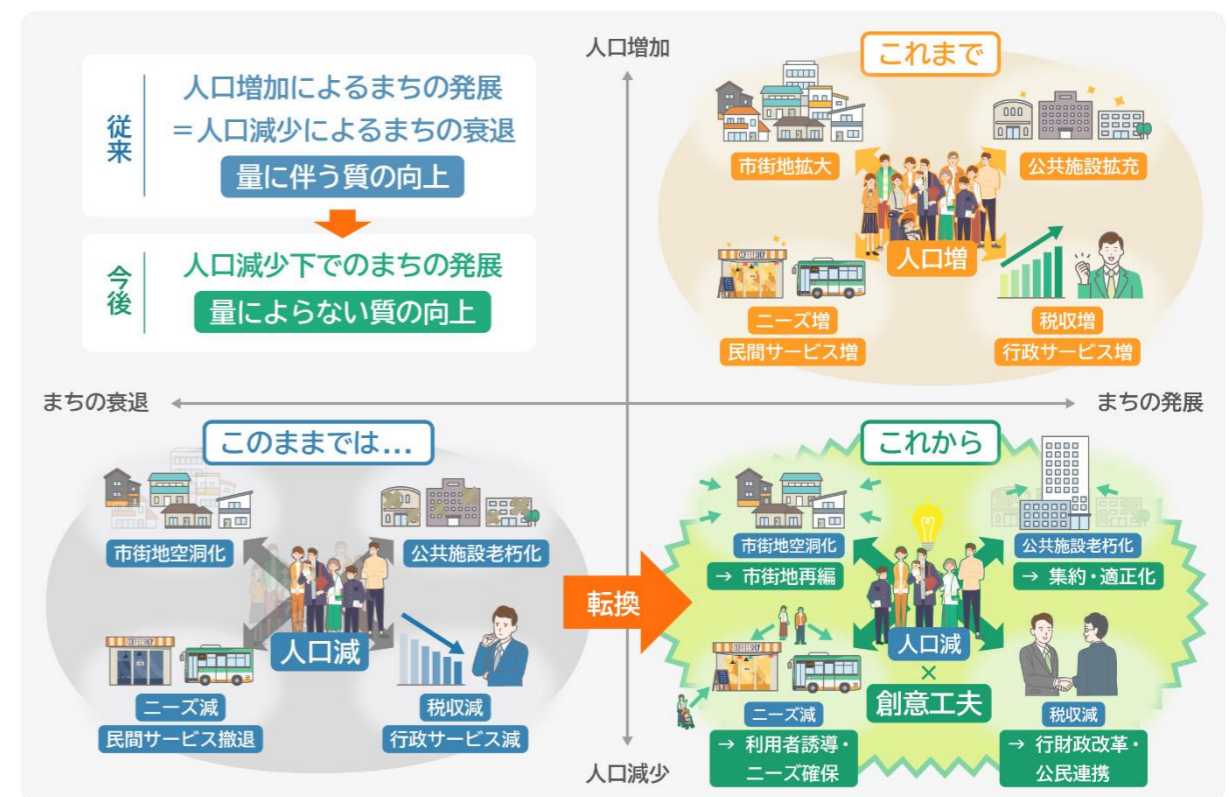 人口増加
従来
人口増加によるまちの発展
＝人口減少によるまちの衰退
量に伴う質の向上
今後
人口減少下でのまちの発展
量によらない質の向上
これまで
市街地拡大
公共施設拡充
人口増
ニーズ増
民間サービス増
税収増
行政サービス増
まちの衰退
まちの発展
このままでは...
市街地空洞化
公共施設老朽化
人口減
ニーズ減
民間サービス撤退
税収減
行政サービス減
転換
これから
市街地空洞化
→ 市街地再編
公共施設老朽化
→ 集約・適正化
人口減
×
創意工夫
ニーズ減
→ 利用者誘導・
ニーズ確保
税収減
→ 行財政改革・
公民連携
人口減少